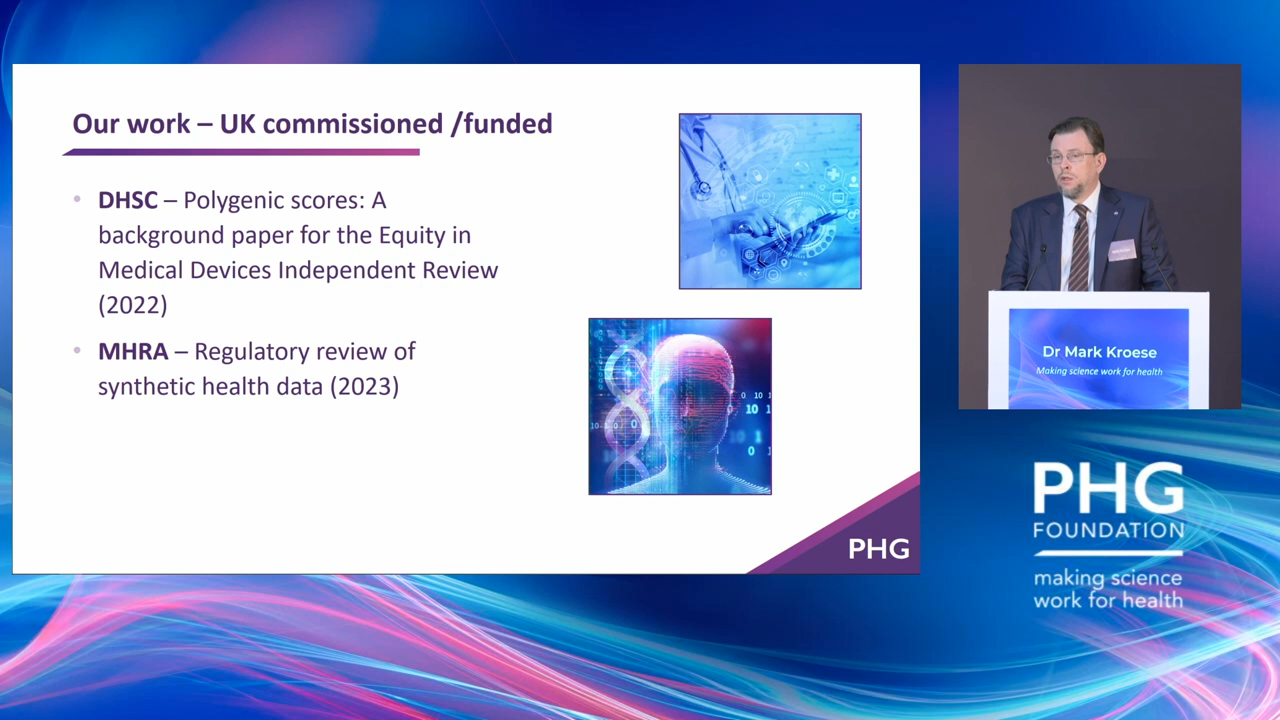 Our work – UK commissioned /funded
• DHSC – Polygenic scores: A
background paper for the Equity in
Medical Devices Independent Review
(2022)
• MHRA – Regulatory review of
synthetic health data (2023)
PHG
Dr Mark Kroese
Making science work for health
PHG
FOUNDATION
making science
work for health